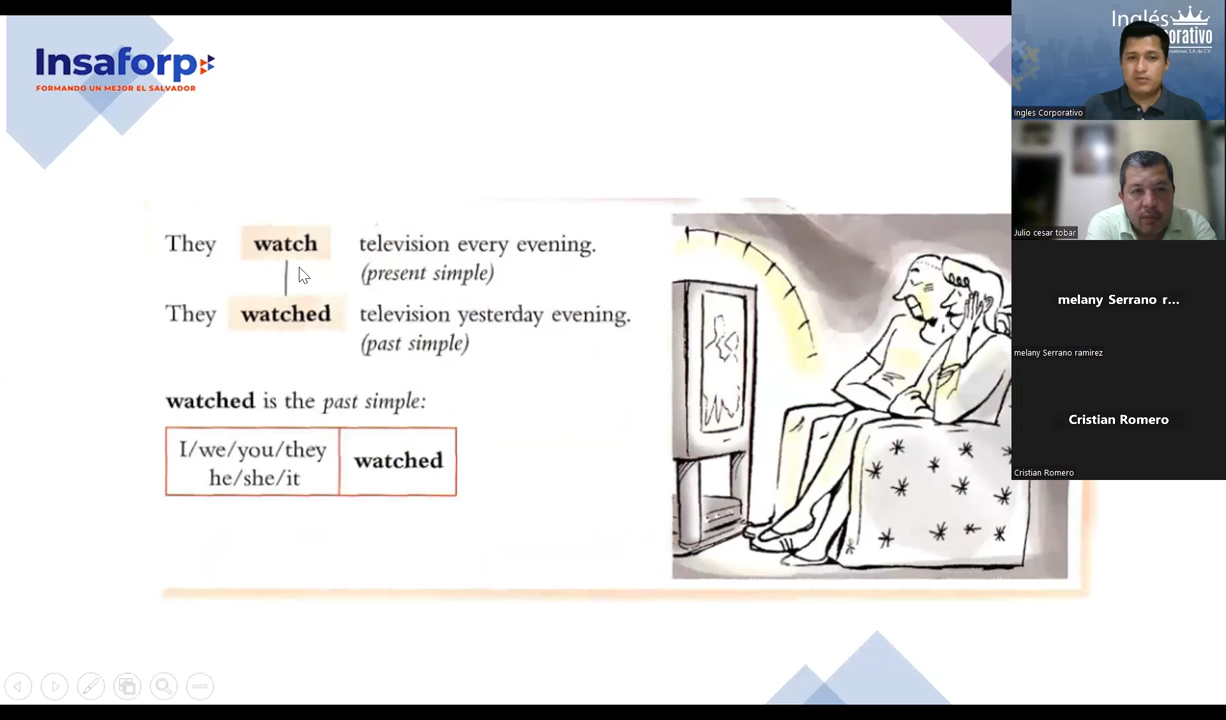 Insaforp
FORMANDO UN MEJOR EL SALVADOR
They watch television every evening.
(present simple)
They watched television yesterday evening.
(past simple)
watched is the past simple:
I/we/you/they
he/she/it
watched
Inglés
orporativo
Ingles Corporativo
Julio cesar tobar
melany Serrano r...
melany Serrano ramirez
Cristian Romero
Cristian Romero